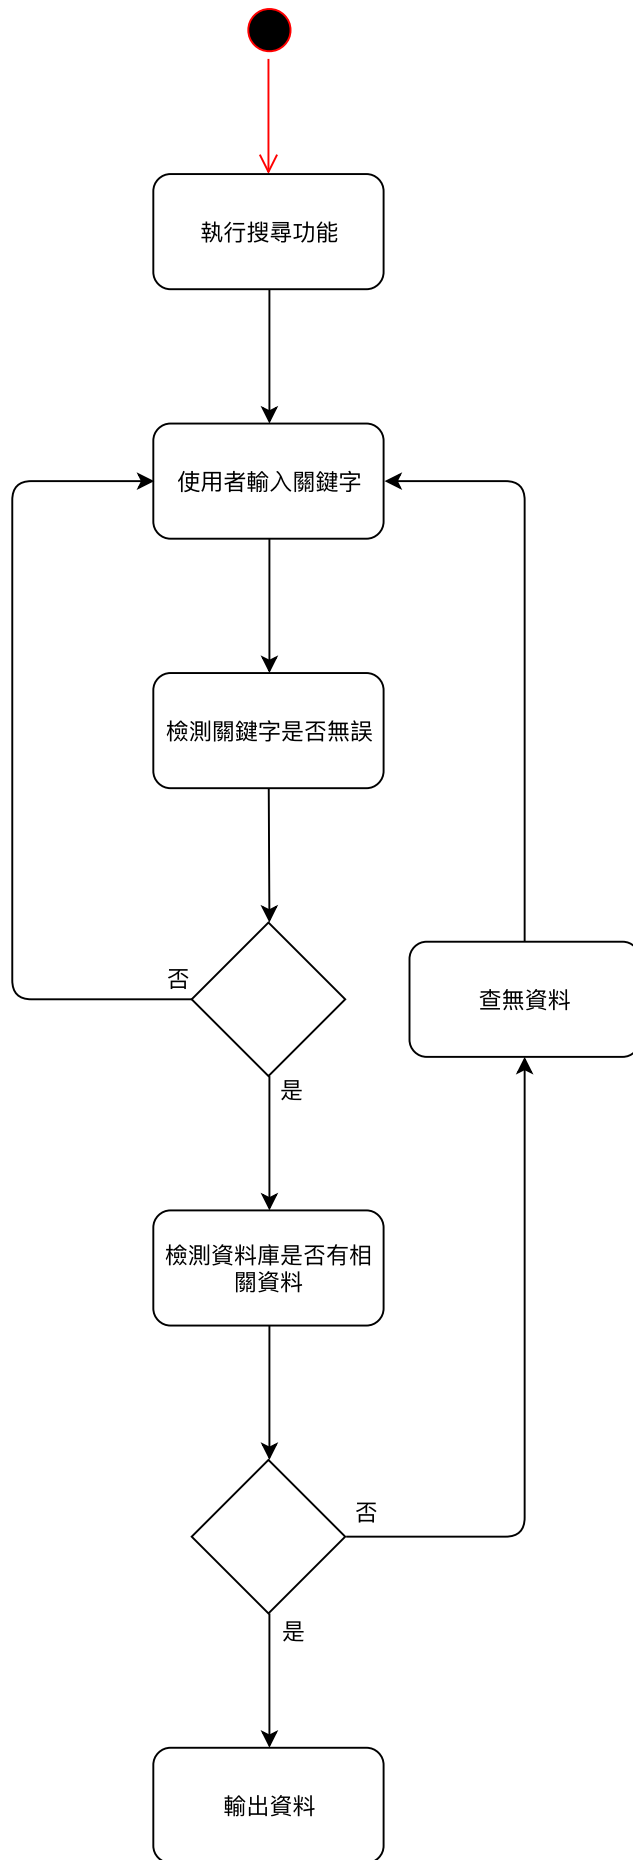 執行搜尋功能
使用者輸入關鍵字
檢測關鍵字是否無誤
否
查無資料
是
檢測資料庫是否有相
關資料
否
是
輸出資料